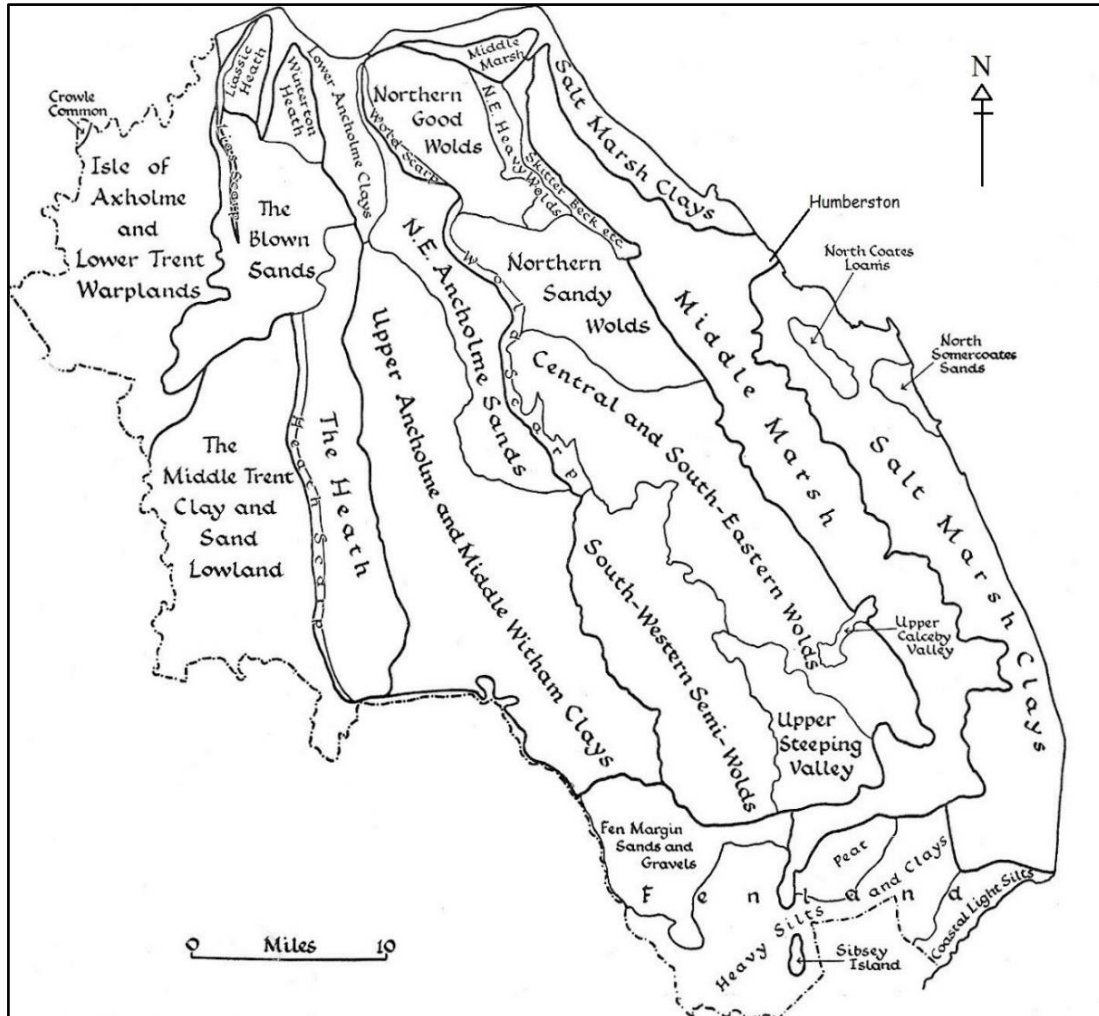 Middle
Marsh
Liassic
Heath
Winterton
Heath
Lower Ancholme Clays
Salt Marsh Clays
N
Crowle
Common
Northern
Good
Wolds
N.E. Heavy
Wolds
Wold Scarp
Isle of
Axholme
and
Lower Trent
Warplands
Lias Scarp
Skitter Beck etc.
The
Blown
Sands
Humberston
N.E. Ancholme Sands
Wold Scarp
Northern
Sandy
Wolds
North Coates
Loams
Middle Marsh
North
Somercoates
Sands
Upper Ancholme and Middle Witham Clays
Central and South-Eastern Wolds
The
Middle Trent
Clay and
Sand
Lowland
Heath Scarp
The Heath
Salt Marsh Clays
South-Western Semi-Wolds
Upper
Calceby
Valley
Upper
Steeping
Valley
Fen Margin
Sands and
Gravels
Peat
Fenland
Heavy Silts and Clays
Coastal Light Silts
Sibsey
Island
0 Miles 10